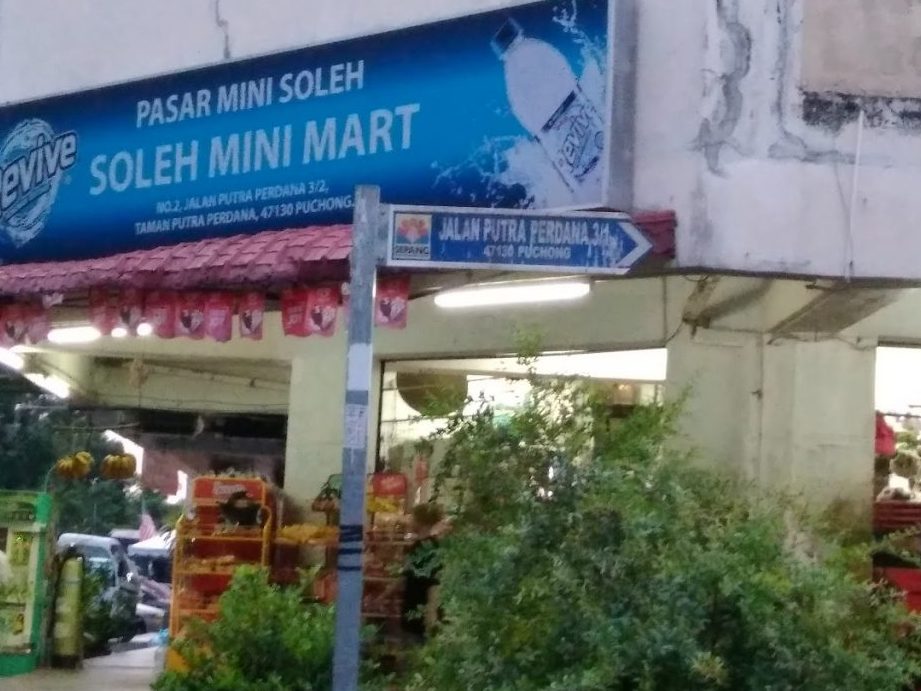 PASAR MINI SOLEH
SOLEH MINI MART
NO.2, JALAN PUTRA PERDANA 3/2,
TAMAN PUTRA PERDANA, 47130 PUCHONG.
evive
revive
SEPANG
JALAN PUTRA PERDANA 3/1
47130 PUCHONG